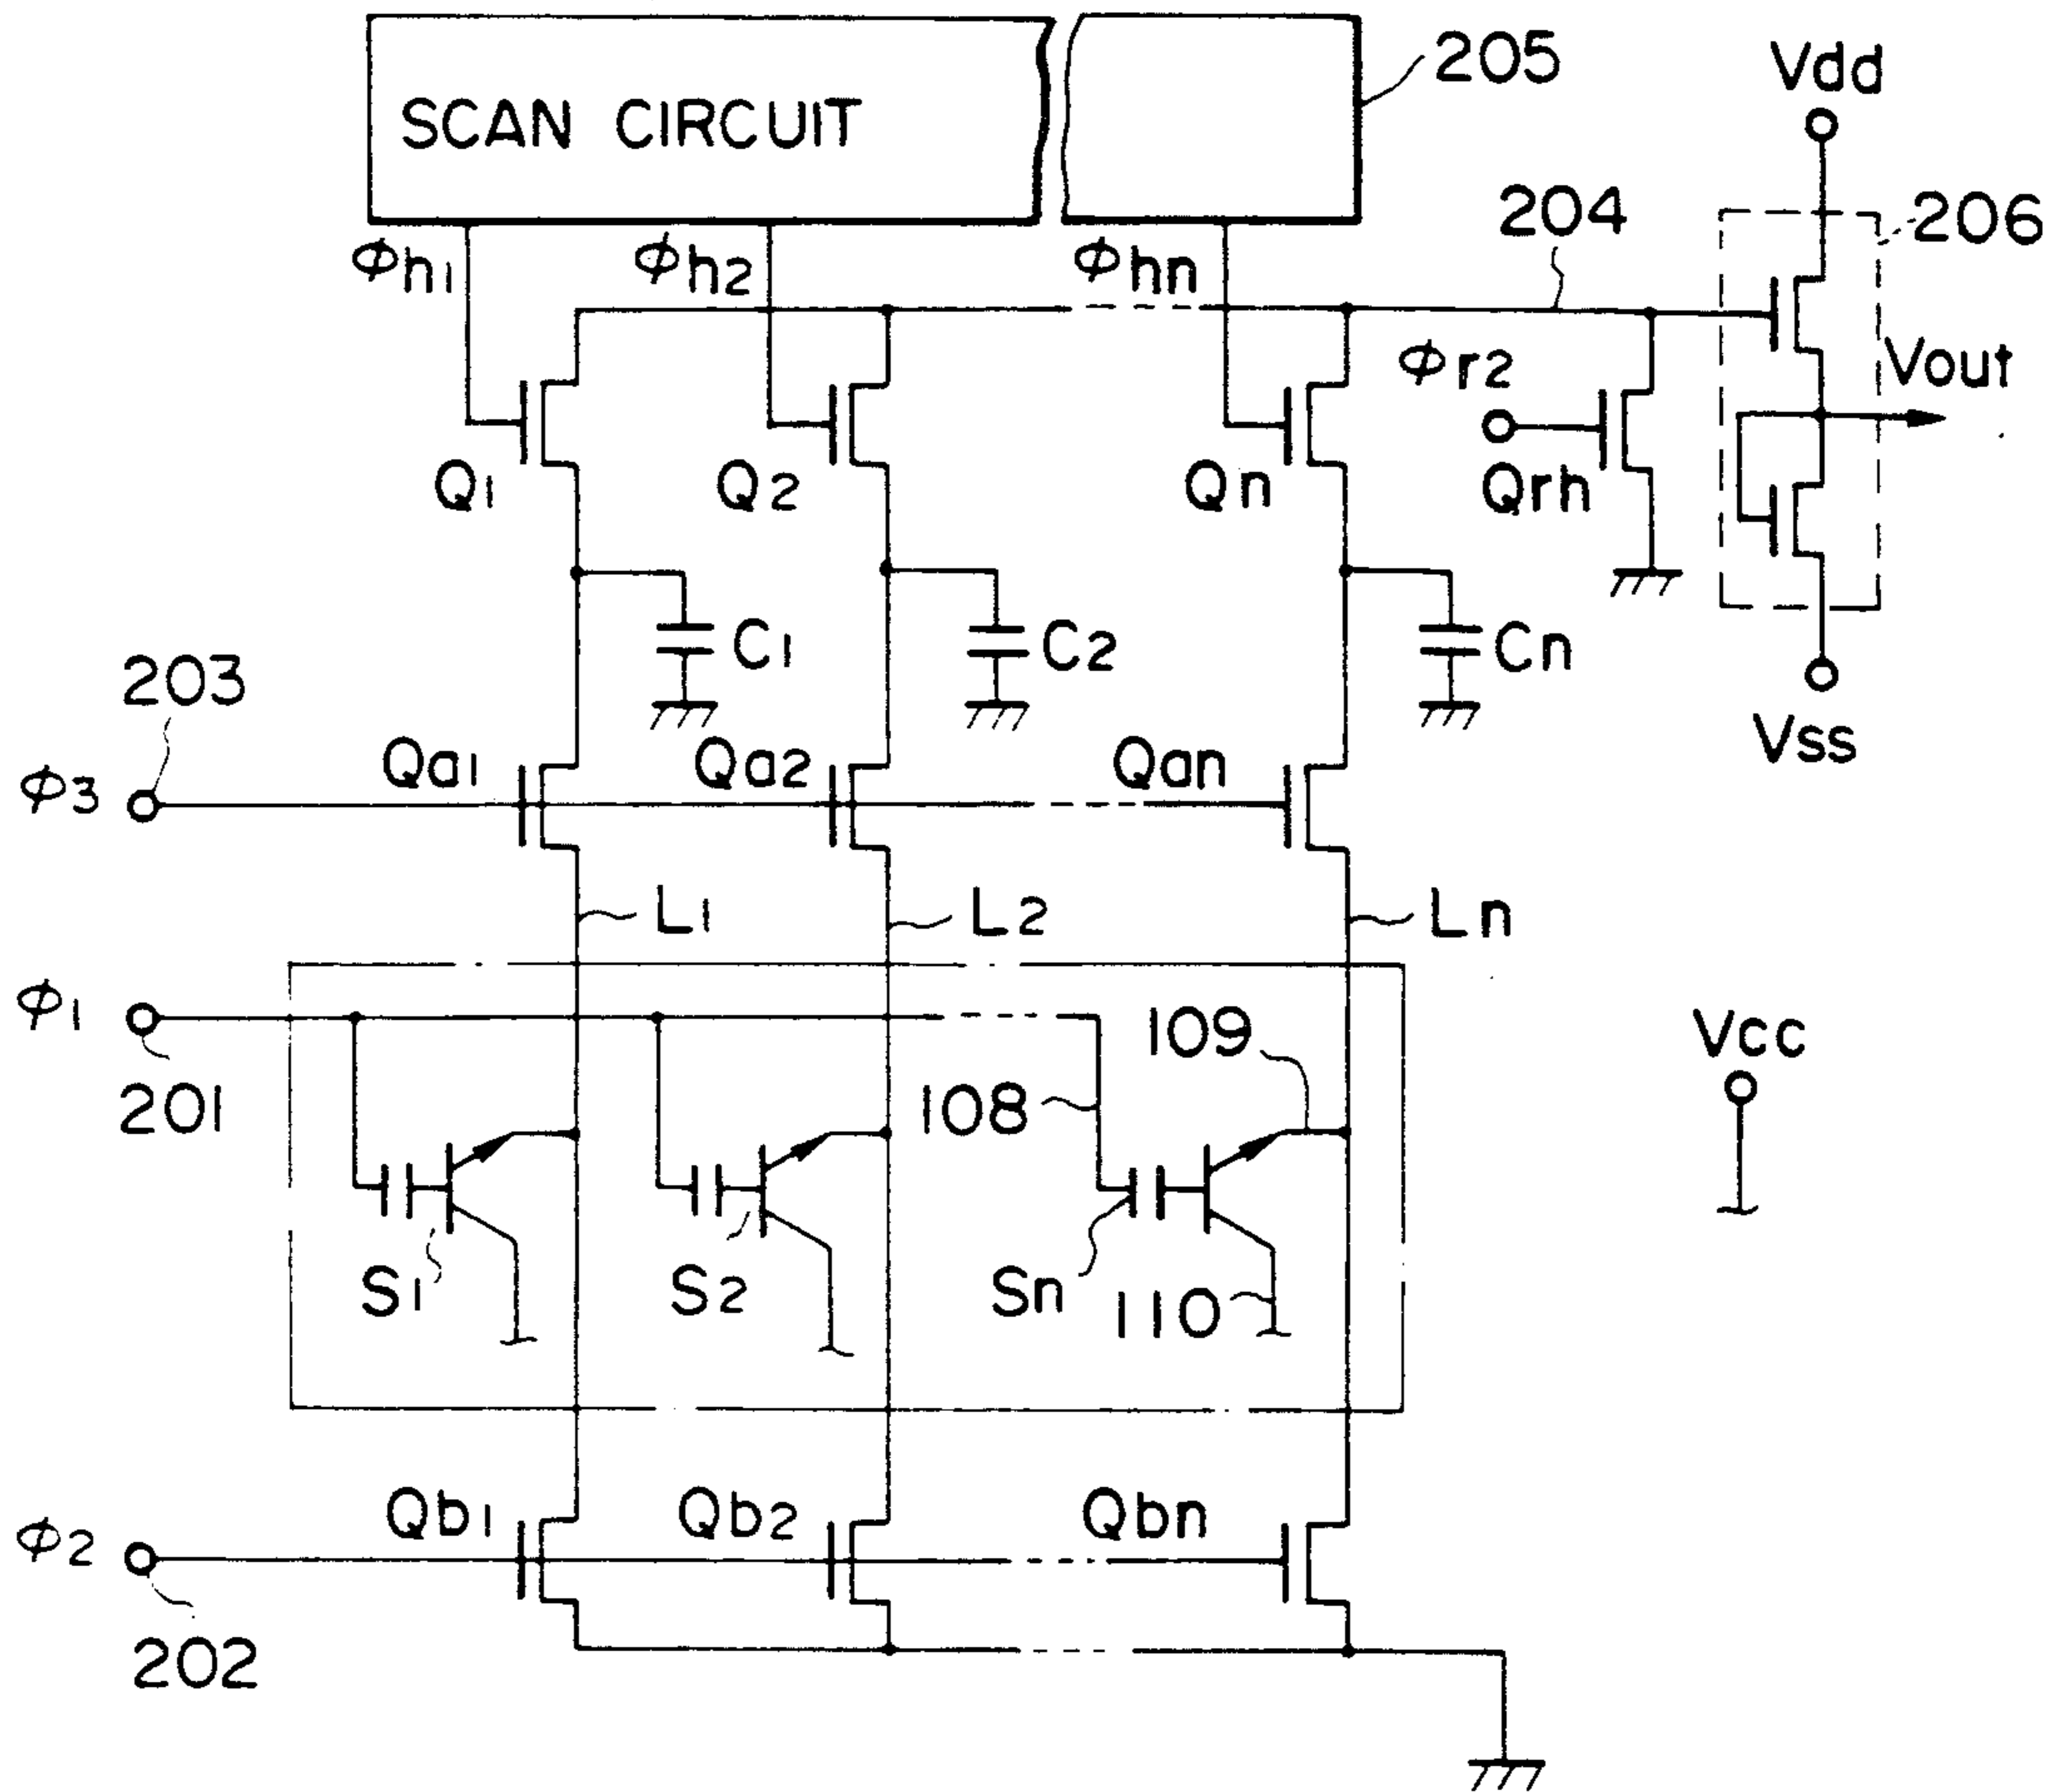 SCAN CIRCUIT
205
Vdd
204
206
Φh1
Φh2
Φhn
Φr2
Vout
Q1
Q2
Qn
Qrh
C1
C2
Cn
203
Vss
Φ3
Qa1
Qa2
Qan
L1
L2
Ln
Φ1
109
Vcc
201
108
S1
S2
Sn
110
Qb1
Qb2
Qbn
Φ2
202